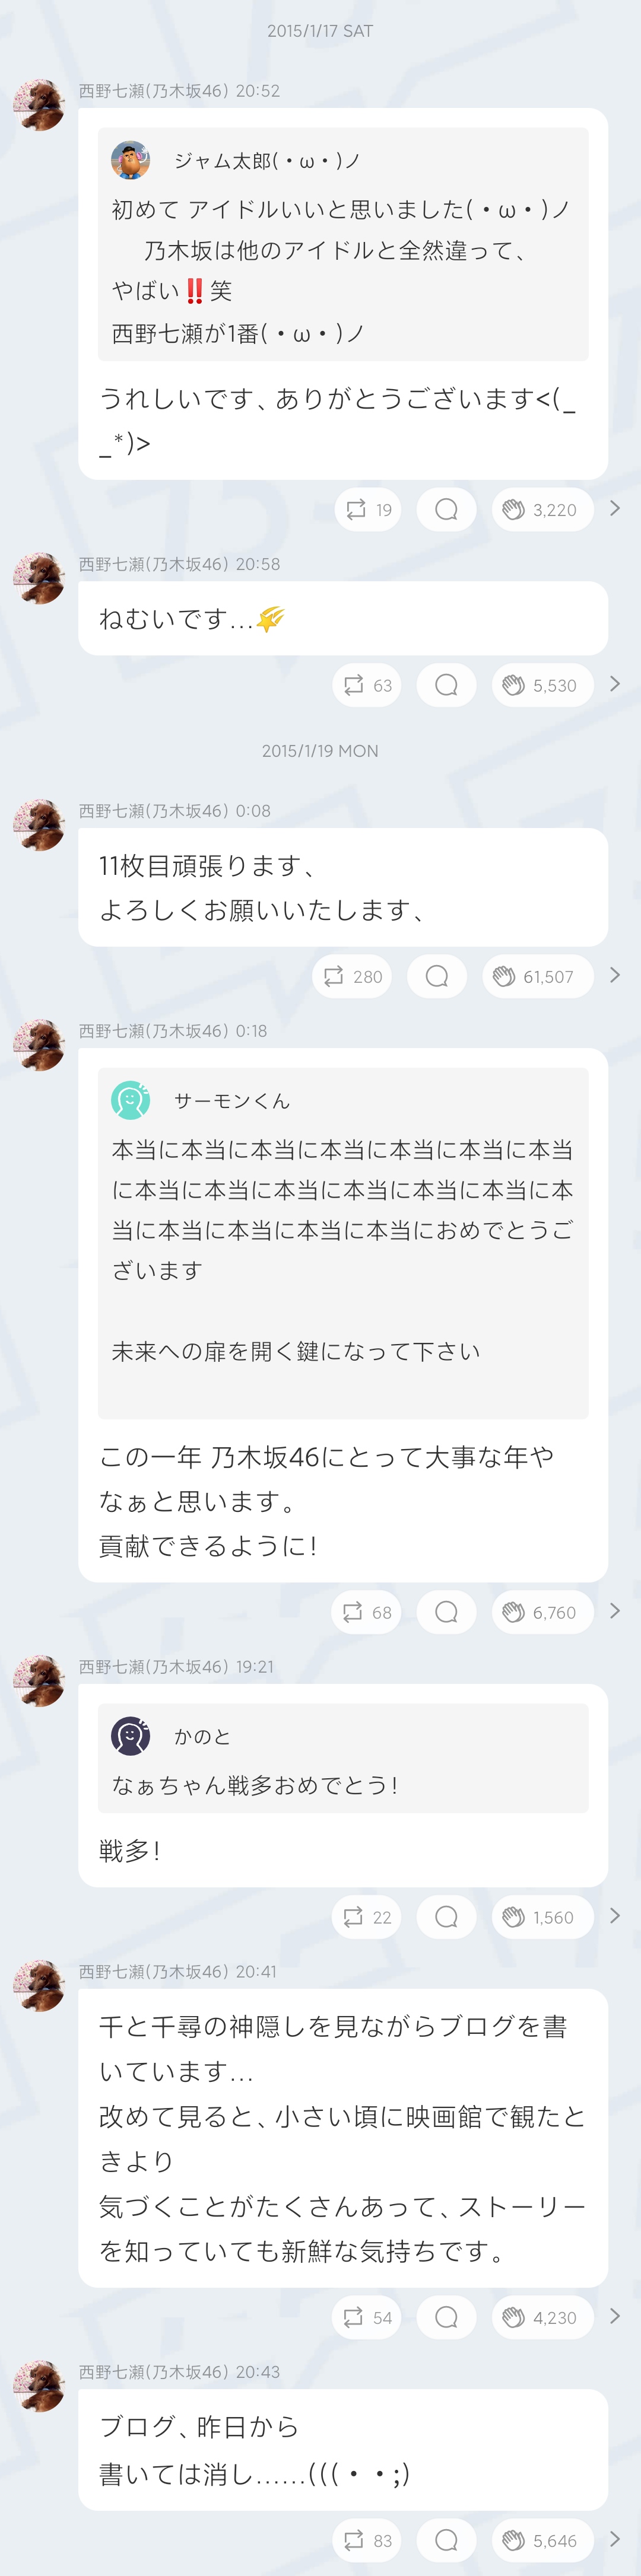 2015/1/17 SAT
西野七瀬(乃木坂46) 20:52
ジャム太郎(・ω・)ノ
初めて アイドルいいと思いました(・ω・)ノ
乃木坂は他のアイドルと全然違って、
やばい‼️笑
西野七瀬が1番(・ω・)ノ
うれしいです、ありがとうございます<(_
_*)>
19
3,220
西野七瀬(乃木坂46) 20:58
ねむいです…🌠
63
5,530
2015/1/19 MON
西野七瀬(乃木坂46) 0:08
11枚目頑張ります、
よろしくお願いいたします、
280
61,507
西野七瀬(乃木坂46) 0:18
サーモンくん
本当に本当に本当に本当に本当に本当に本当
に本当に本当に本当に本当に本当に本当に本
当に本当に本当に本当に本当におめでとうご
ざいます
未来への扉を開く鍵になって下さい
この一年 乃木坂46にとって大事な年や
なぁと思います。
貢献できるように!
68
6,760
西野七瀬(乃木坂46) 19:21
かのと
なぁちゃん戦多おめでとう!
戦多!
22
1,560
西野七瀬(乃木坂46) 20:41
千と千尋の神隠しを見ながらブログを書
いています…
改めて見ると、小さい頃に映画館で観たと
きより
気づくことがたくさんあって、ストーリー
を知っていても新鮮な気持ちです。
54
4,230
西野七瀬(乃木坂46) 20:43
ブログ、昨日から
書いては消し……(((・・;)
83
5,646